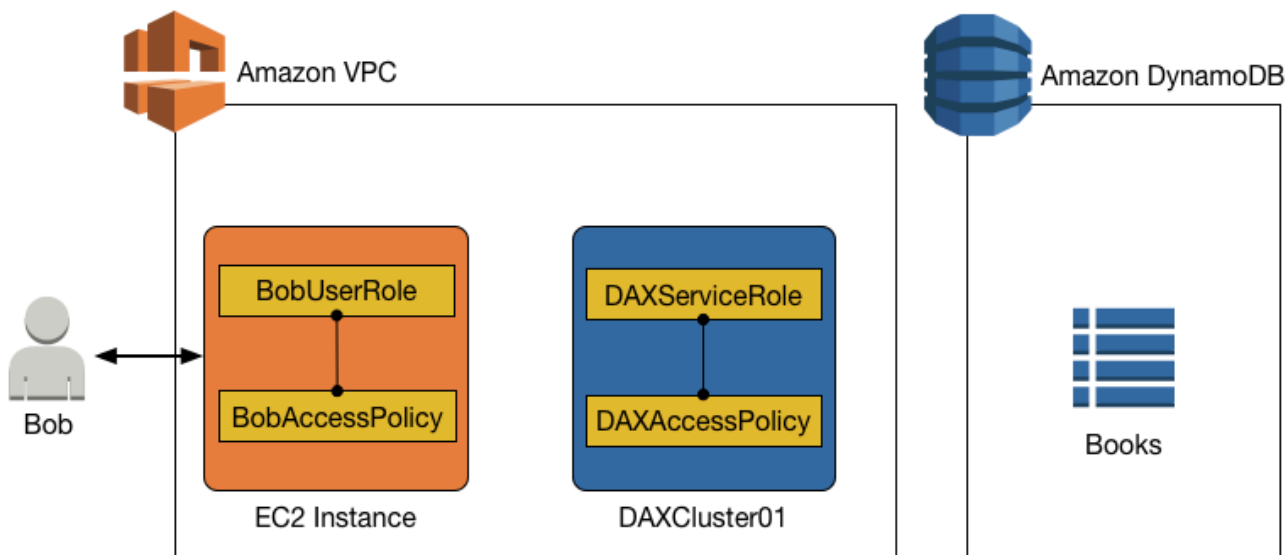 Amazon VPC
Amazon DynamoDB
BobUserRole
DAXServiceRole
BobAccessPolicy
DAXAccessPolicy
Bob
Books
EC2 Instance
DAXCluster01